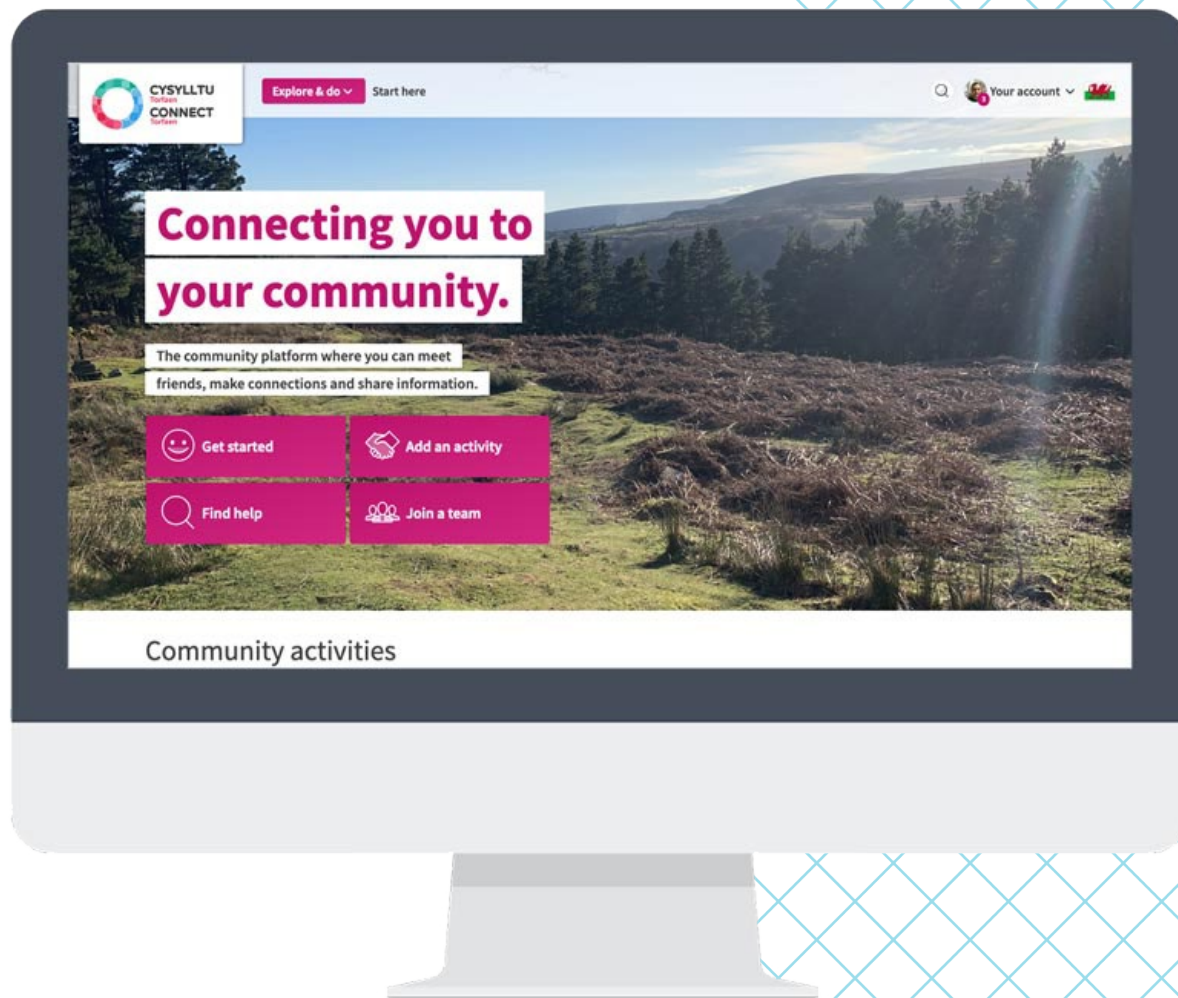 CYSYLLTU
Torfaen
CONNECT
Torfaen
Explore & do
Start here
3
Your account
Connecting you to
your community.
The community platform where you can meet
friends, make connections and share information.
Get started
Add an activity
Find help
Join a team
Community activities